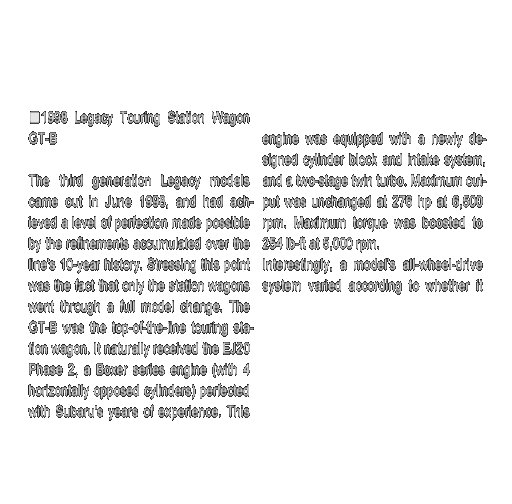 ■1998 Legacy Touring Station Wagon
GT-B
The third generation Legacy models
came out in June 1998, and had ach-
ieved a level of perfection made possible
by the refinements accumulated over the
line's 10-year history. Stressing this point
was the fact that only the station wagons
went through a full model change. The
GT-B was the top-of-the-line touring sta-
tion wagon. It naturally received the EJ20
Phase 2, a Boxer series engine (with 4
horizontally opposed cylinders) perfected
with Subaru's years of experience. This
engine was equipped with a newly de-
signed cylinder block and intake system,
and a two-stage twin turbo. Maximum out-
put was unchanged at 276 hp at 6,500
rpm. Maximum torque was boosted to
254 lb-ft at 5,000 rpm.
Interestingly, a model's all-wheel-drive
system varied according to whether it